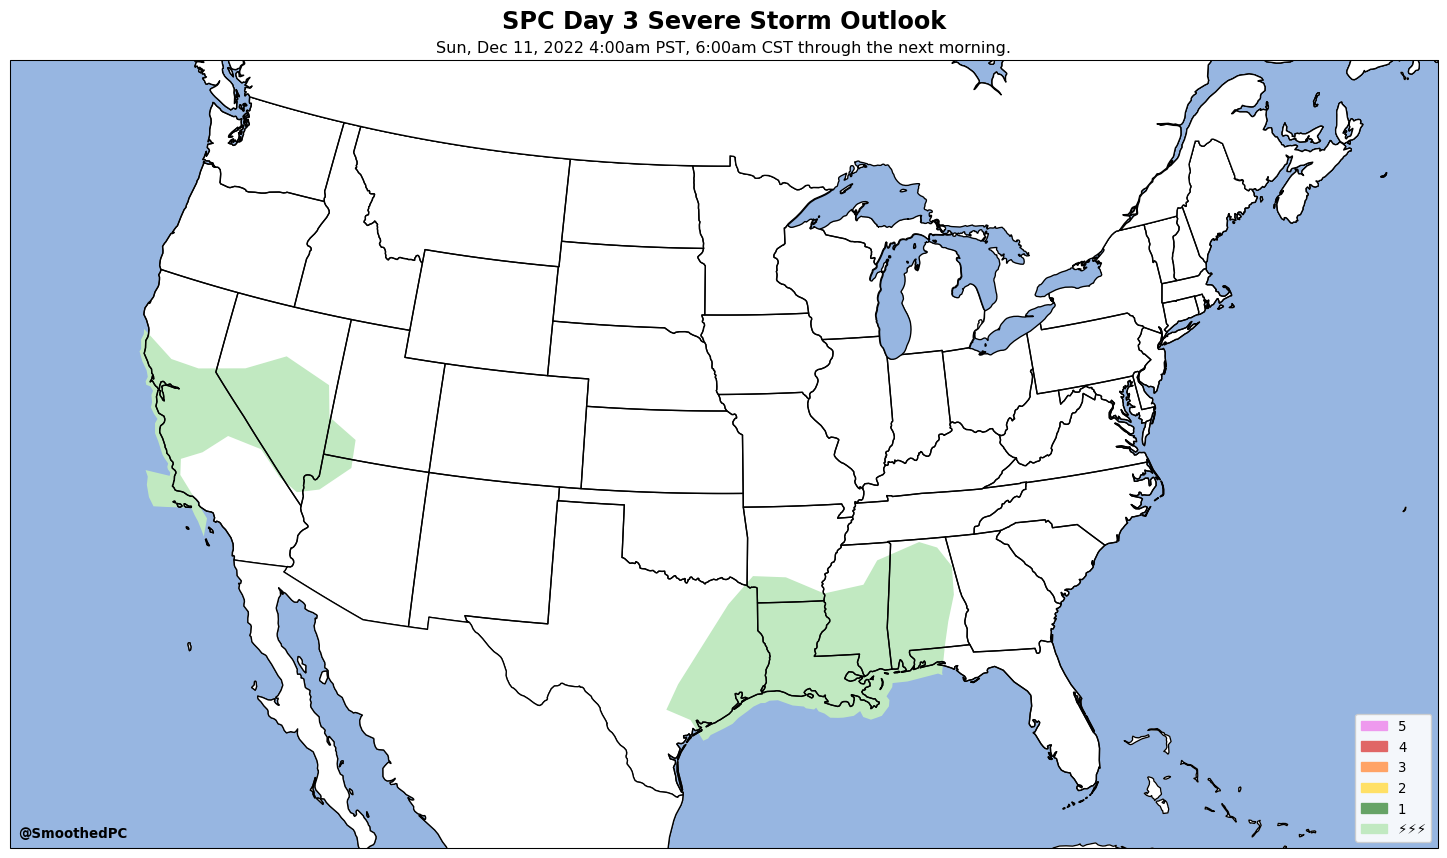 SPC Day 3 Severe Storm Outlook
Sun, Dec 11, 2022 4:00am PST, 6:00am CST through the next morning.
5
4
3
2
1
⚡⚡⚡
@SmoothedPC